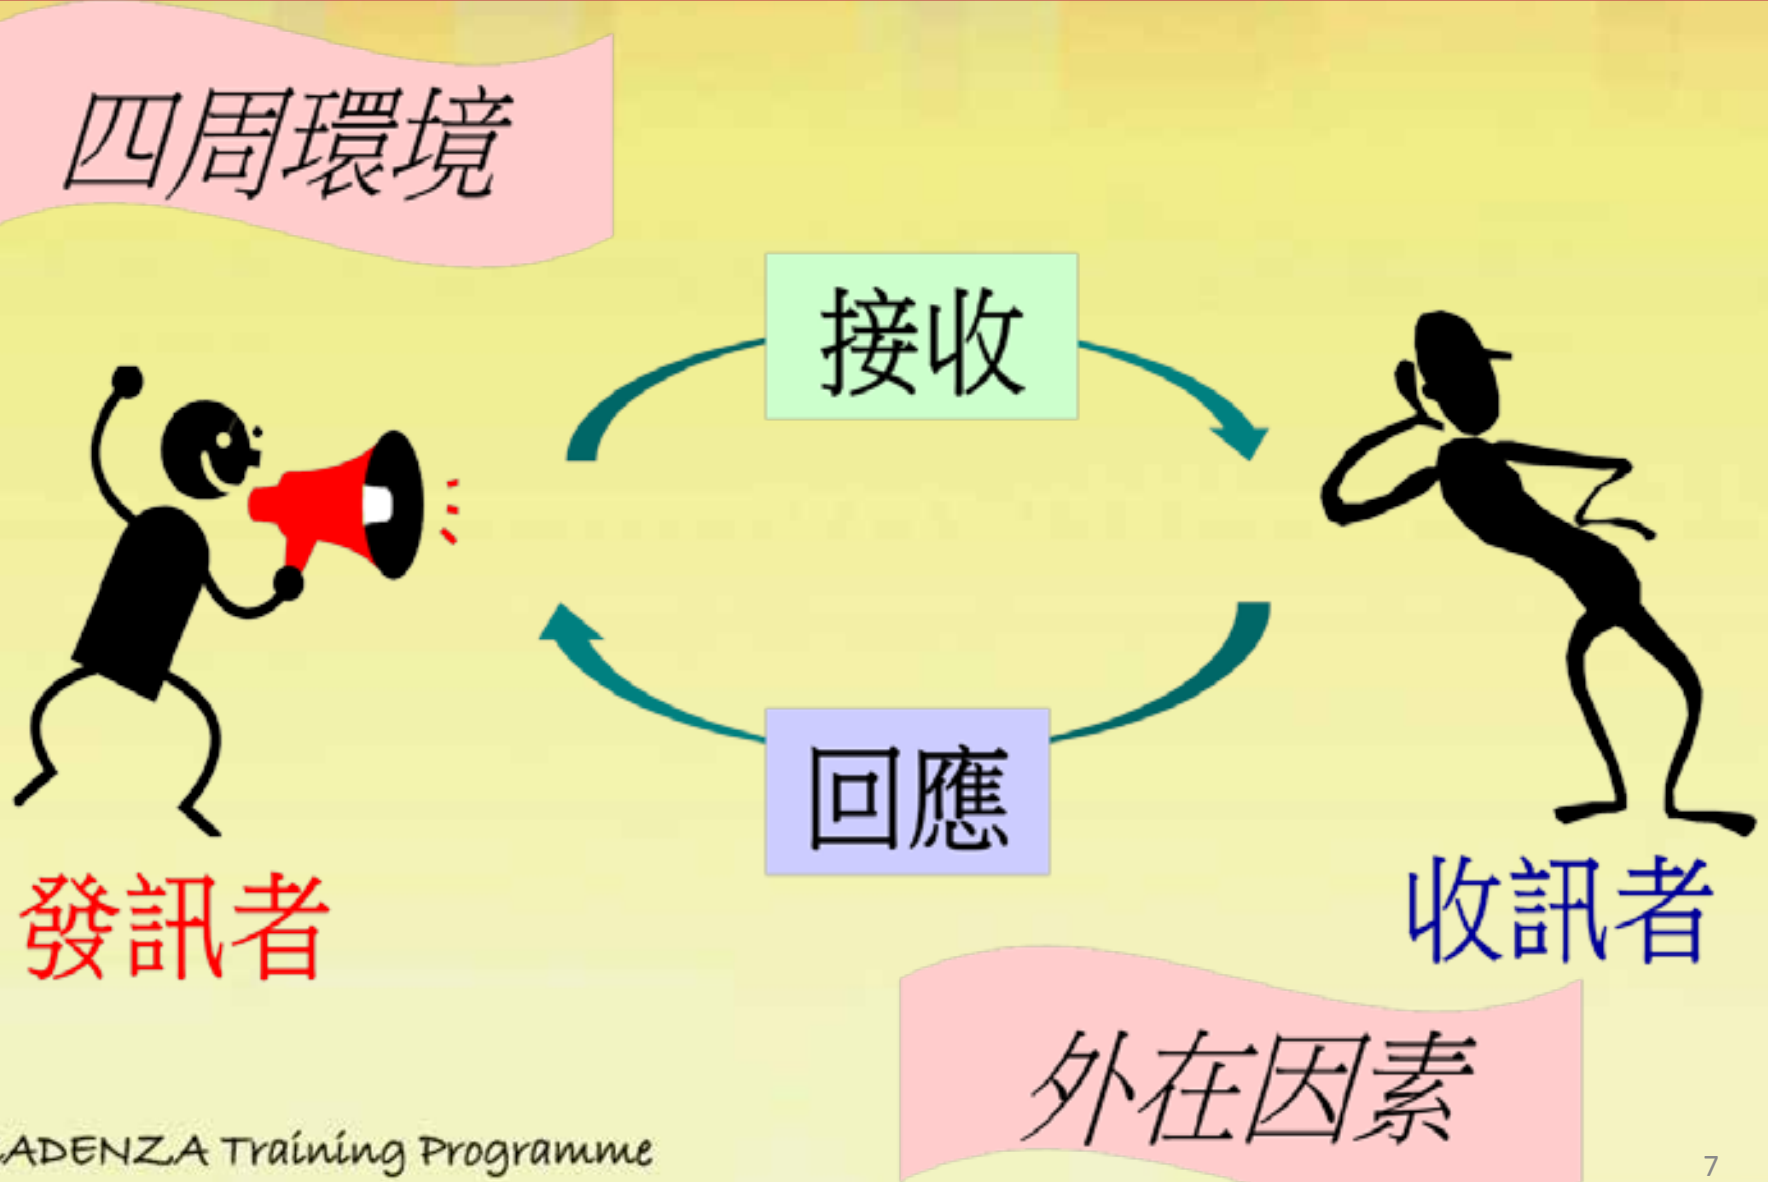 四周環境
接收
回應
發訊者
收訊者
外在因素
ADENZA Training Programme
7